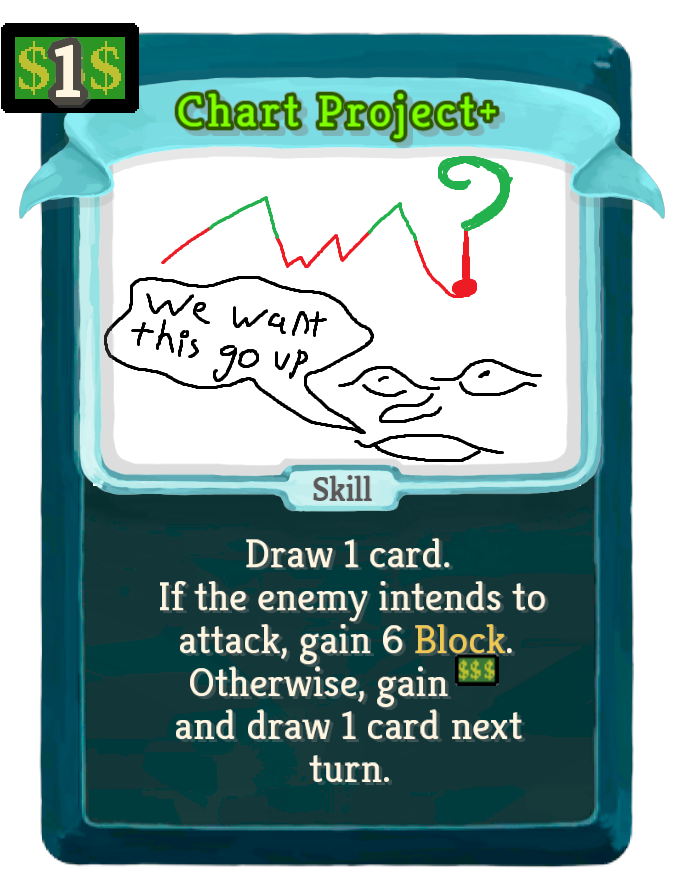 $1$
Chart Project+
?
We want
this go up
Skill
Draw 1 card.
If the enemy intends to
attack, gain 6 Block.
Otherwise, gain $$$
and draw 1 card next
turn.